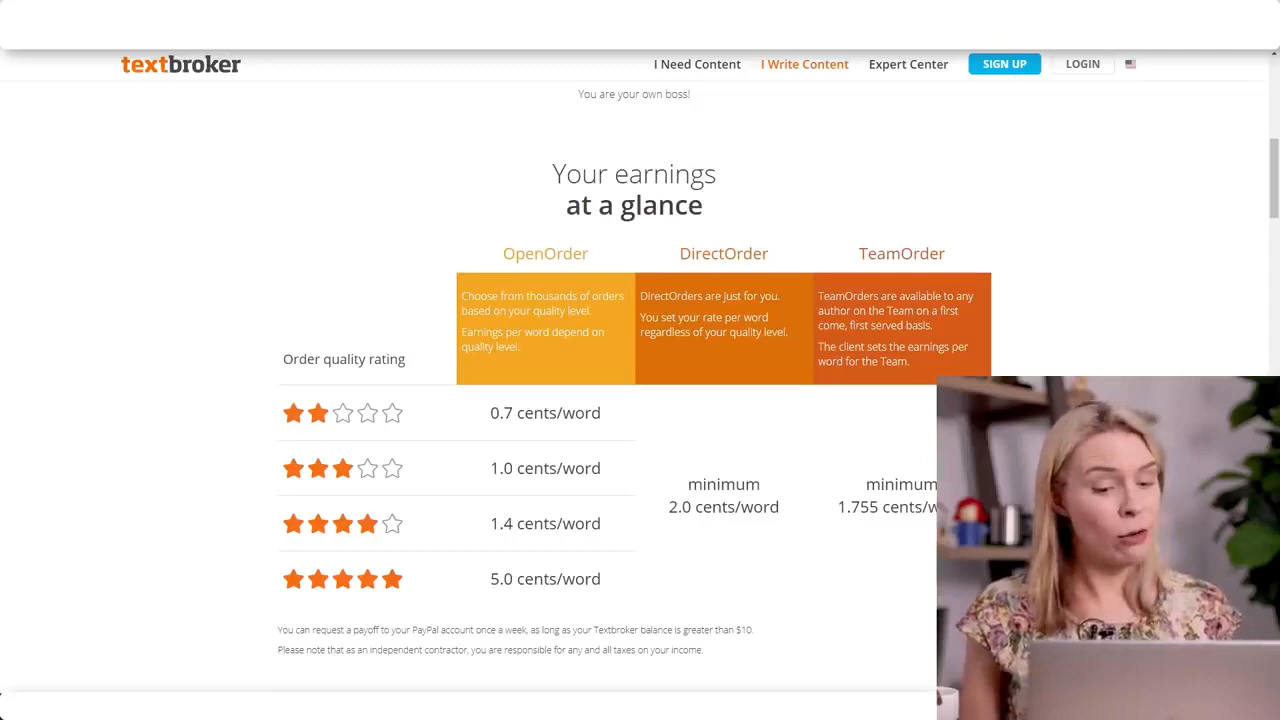 textbroker
I Need Content
I Write Content
Expert Center
SIGN UP
LOGIN
You are your own boss!
Your earnings
at a glance
OpenOrder
DirectOrder
TeamOrder
Choose from thousands of orders
based on your quality level.
Earnings per word depend on
quality level.
DirectOrders are just for you.
You set your rate per word
regardless of your quality level.
TeamOrders are available to any
author on the Team on a first
come, first served basis.
The client sets the earnings per
word for the Team.
Order quality rating
0.7 cents/word
1.0 cents/word
1.4 cents/word
5.0 cents/word
minimum
2.0 cents/word
minimum
1.755 cents/w
You can request a payoff to your PayPal account once a week, as long as your Textbroker balance is greater than $10.
Please note that as an independent contractor, you are responsible for any and all taxes on your income.